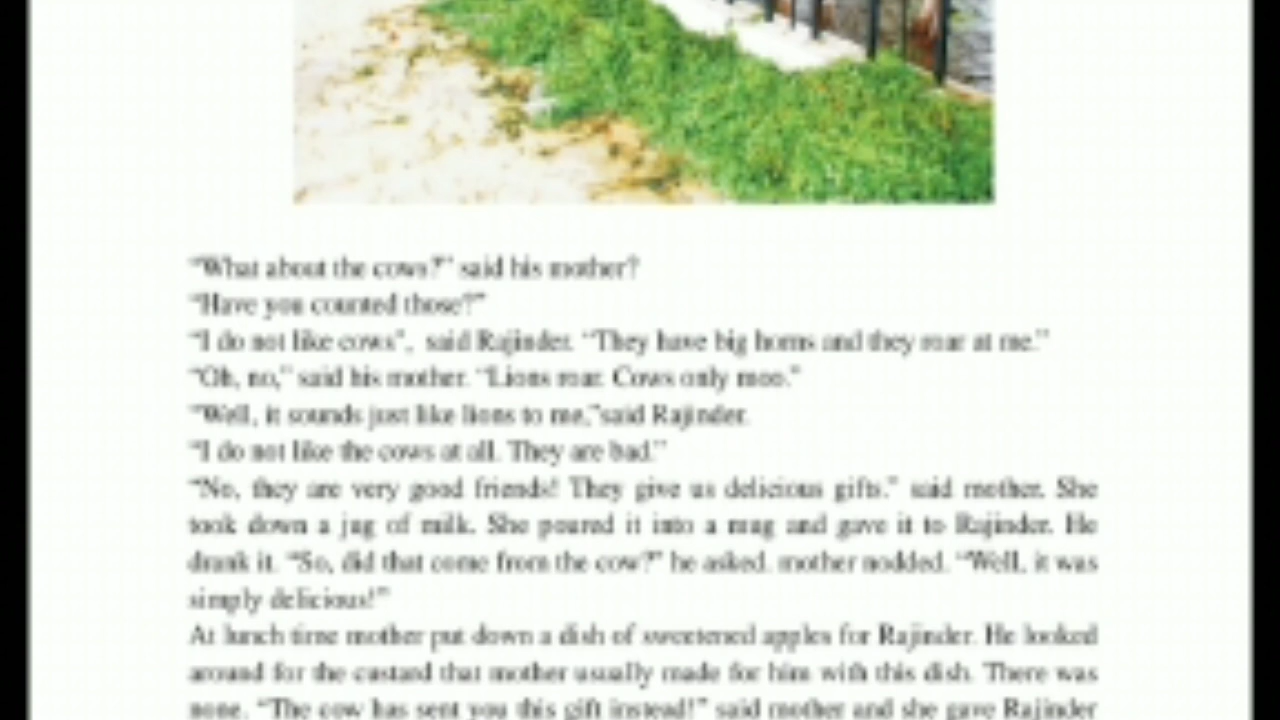 “What about the cows?” said his mother?
“Have you counted those?”
“I do not like cows”, said Rajinder. “They have big horns and they roar at me.”
“Oh, no,” said his mother. “Lions roar. Cows only moo.”
“Well, it sounds just like lions to me,”said Rajinder.
“I do not like the cows at all. They are bad.”
“No, they are very good friends! They give us delicious gifts.” said mother. She
took down a jug of milk. She poured it into a mug and gave it to Rajinder. He
drank it. “So, did that come from the cow?” he asked. mother nodded. “Well, it was
simply delicious!”
At lunch time mother put down a dish of sweetened apples for Rajinder. He looked
around for the custard that mother usually made for him with this dish. There was
none. “The cow has sent you this gift instead!” said mother and she gave Rajinder